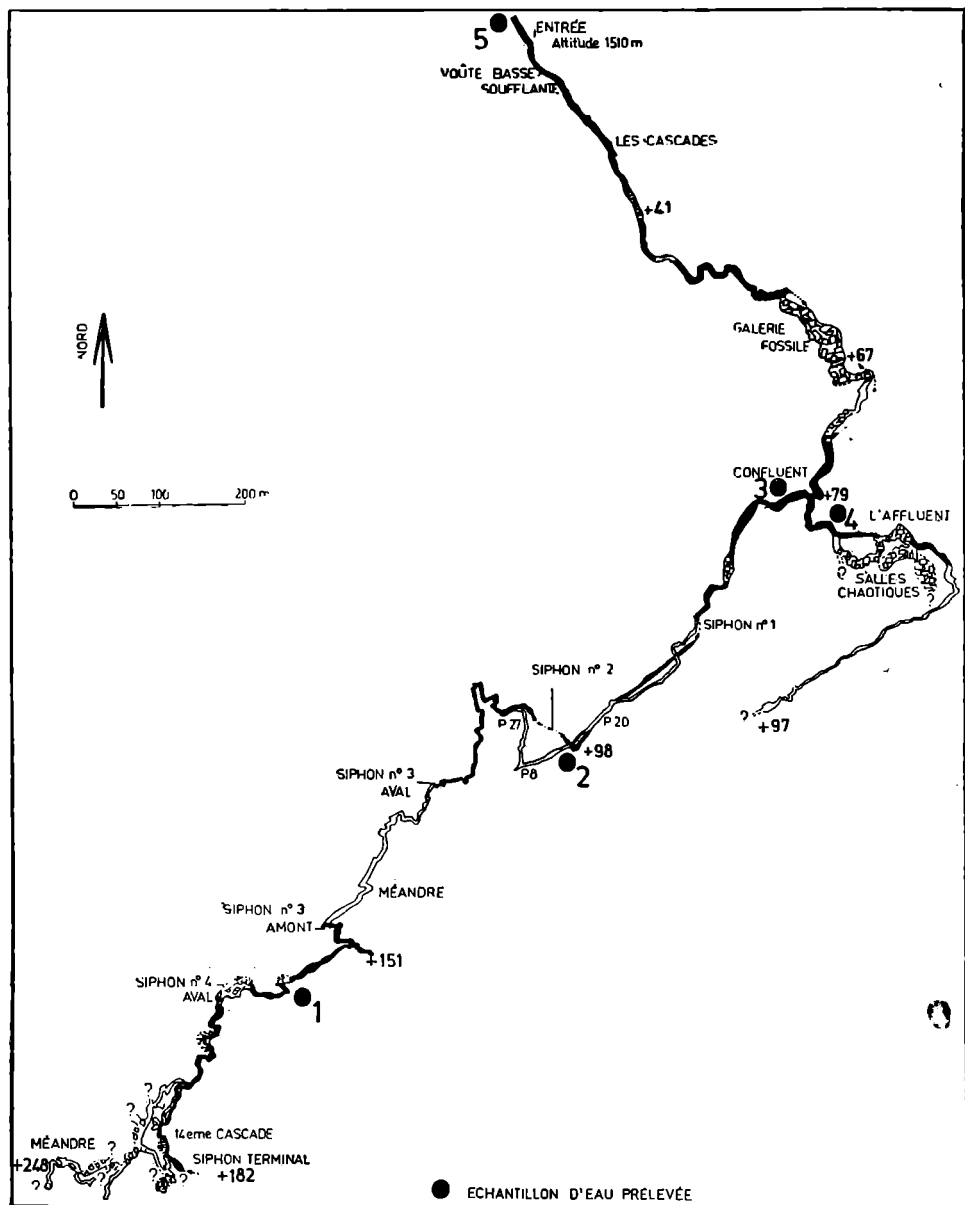 5
ENTRÉE
Altitude 1510 m
VOÛTE BASSE
SOUFFLANTE
LES CASCADES
+41
NORD
GALERIE
FOSSILE
+67
0 50 100 200 m
CONFLUENT
3
+79
4
L'AFFLUENT
?
?
SALLES
CHAOTIQUES
SIPHON n° 1
SIPHON n° 2
P 27
P 20
?
+97
+98
P8
2
SIPHON n° 3
AVAL
MÉANDRE
SIPHON n° 3
AMONT
+151
SIPHON n° 4
AVAL
1
?
?
?
?
14eme CASCADE
MÉANDRE
?
+248
SIPHON TERMINAL
+182
?
?
?
?
ECHANTILLON D'EAU PRÉLEVÉE